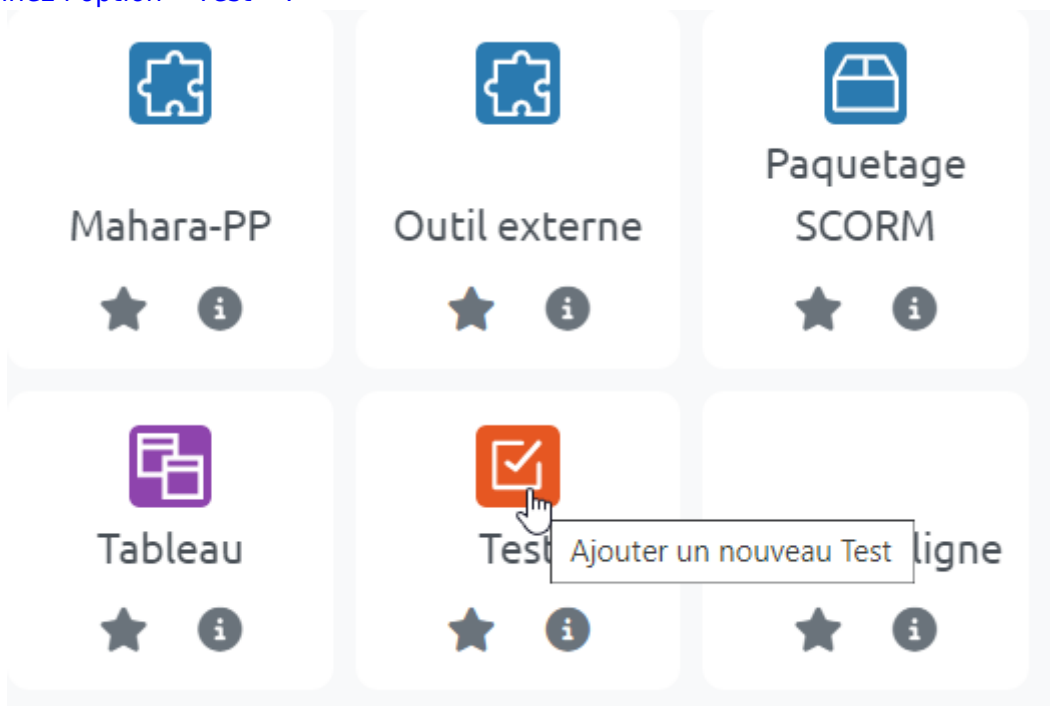 Mahara-PP
Outil externe
Paquetage
SCORM
Tableau
Test
Ajouter un nouveau Test
ligne